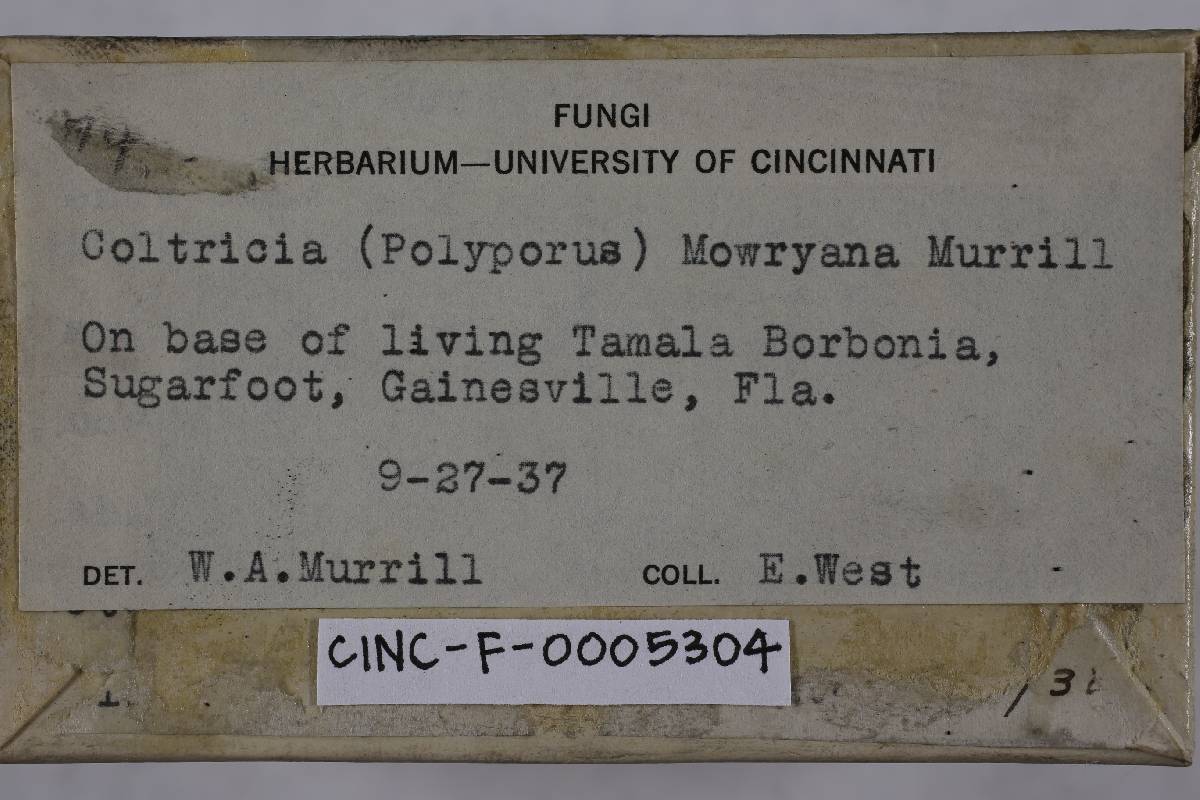 FUNGI
HERBARIUM—UNIVERSITY OF CINCINNATI
Coltricia (Polyporus) Mowryana Murrill
On base of living Tamala Borbonia,
Sugarfoot, Gainesville, Fla.
9-27-37
DET. W.A.Murrill COLL. E.West
CINC-F-0005304